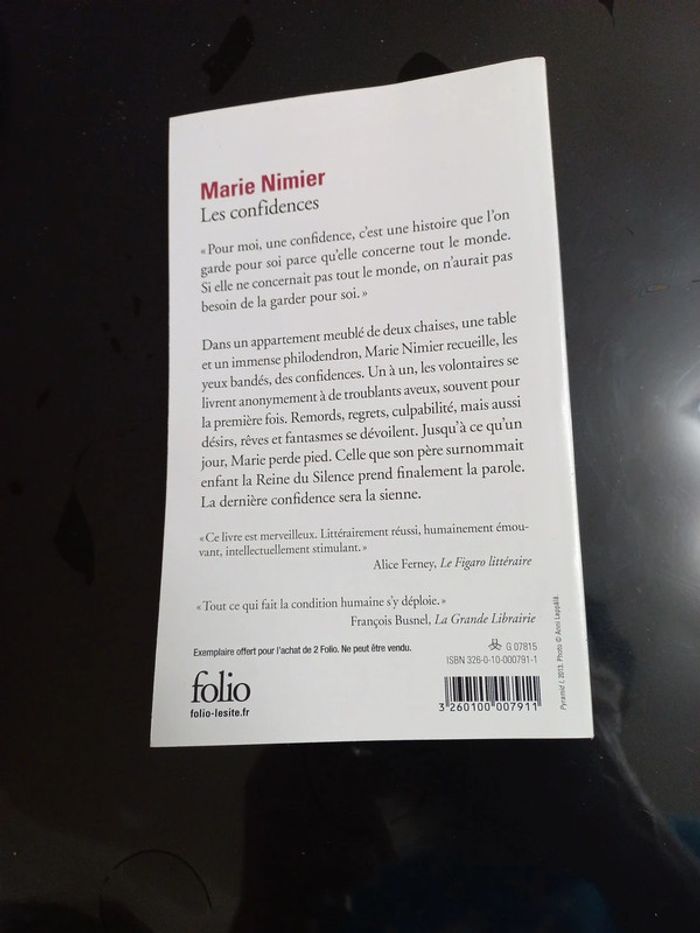 Marie Nimier
Les confidences
« Pour moi, une confidence, c'est une histoire que l'on
garde pour soi parce qu'elle concerne tout le monde.
Si elle ne concernait pas tout le monde, on n'aurait pas
besoin de la garder pour soi. »
Dans un appartement meublé de deux chaises, une table
et un immense philodendron, Marie Nimier recueille, les
yeux bandés, des confidences. Un à un, les volontaires se
livrent anonymement à de troublants aveux, souvent pour
la première fois. Remords, regrets, culpabilité, mais aussi
désirs, rêves et fantasmes se dévoilent. Jusqu'à ce qu'un
jour, Marie perde pied. Celle que son père surnommait
enfant la Reine du Silence prend finalement la parole.
La dernière confidence sera la sienne.
« Ce livre est merveilleux. Littérairement réussi, humainement émou-
vant, intellectuellement stimulant. »
Alice Ferney, Le Figaro littéraire
« Tout ce qui fait la condition humaine s'y déploie. »
François Busnel, La Grande Librairie
Exemplaire offert pour l'achat de 2 Folio. Ne peut être vendu.
G 07815
ISBN 326-0-10-000791-1
folio
folio-lesite.fr
3 260100 007911
Pyramid I, 2013. Photo © Anni Leppälä.